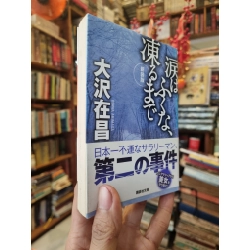 涙はふくな、
凍るまで
大沢在昌
日本一不運なサラリーマン
第二の事件